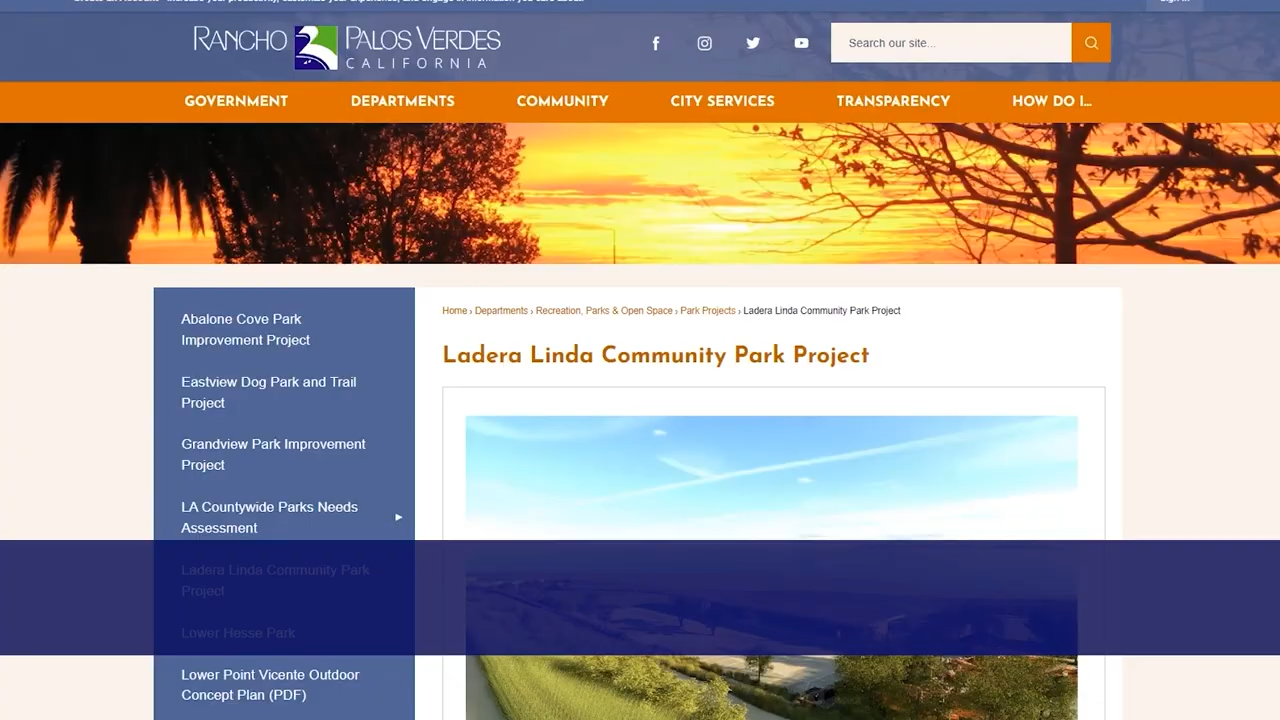 RANCHO PALOS VERDES
CALIFORNIA
Search our site...
GOVERNMENT
DEPARTMENTS
COMMUNITY
CITY SERVICES
TRANSPARENCY
HOW DO I...
Home › Departments › Recreation, Parks & Open Space › Park Projects › Ladera Linda Community Park Project
Abalone Cove Park
Improvement Project
Eastview Dog Park and Trail
Project
Grandview Park Improvement
Project
LA Countywide Parks Needs
Assessment
Ladera Linda Community Park
Project
Lower Hesse Park
Lower Point Vicente Outdoor
Concept Plan (PDF)
Ladera Linda Community Park Project